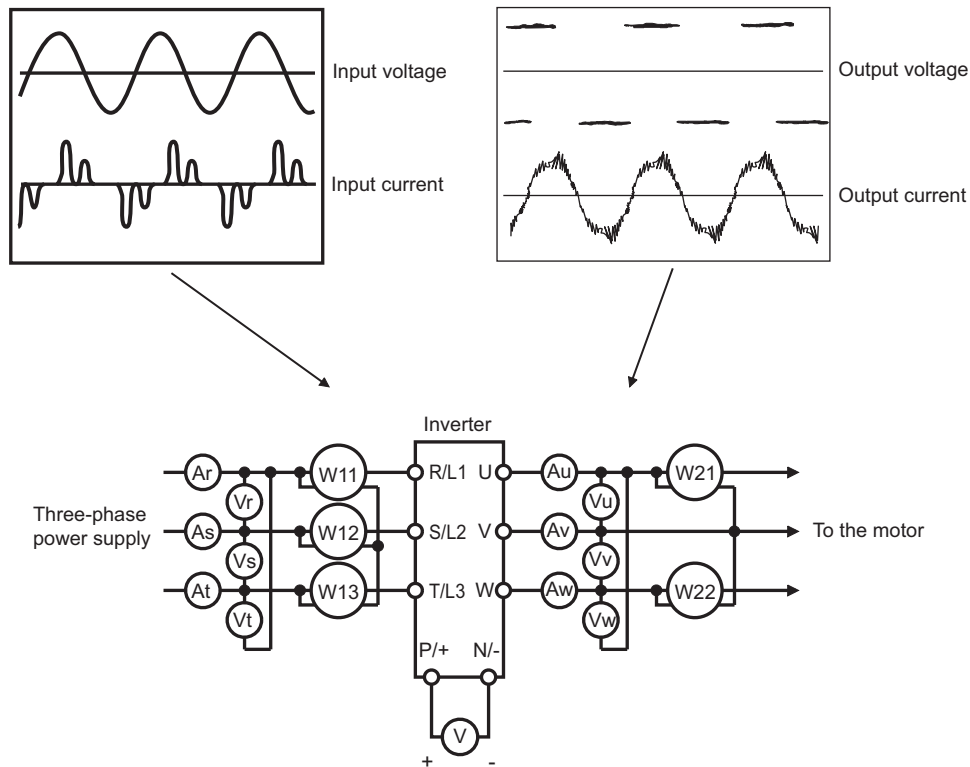 Input voltage
Input current
Output voltage
Output current
Inverter
Three-phase
power supply
Ar
As
At
Vr
Vs
Vt
W11
W12
W13
R/L1
S/L2
T/L3
U
V
W
P/+
N/-
V
+
-
Au
Av
Aw
Vu
Vv
Vw
W21
W22
To the motor